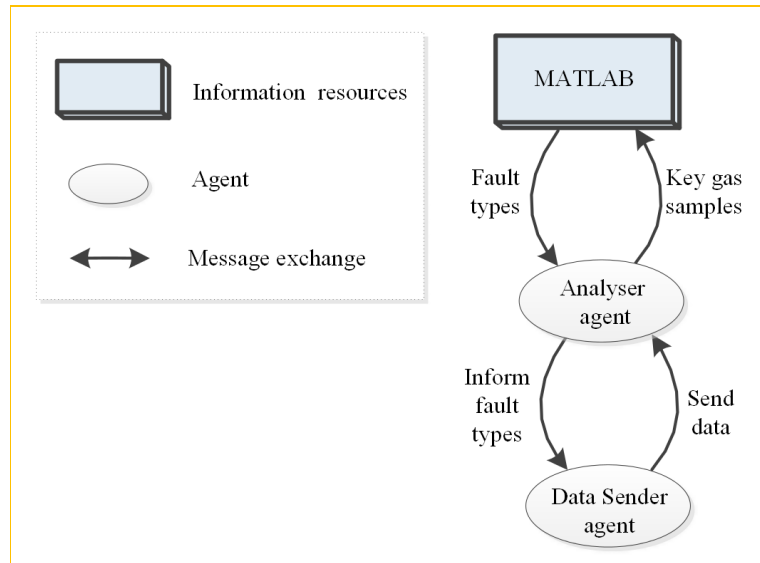 Information resources
Agent
Message exchange
MATLAB
Fault
types
Key gas
samples
Analyser
agent
Inform
fault
types
Send
data
Data Sender
agent